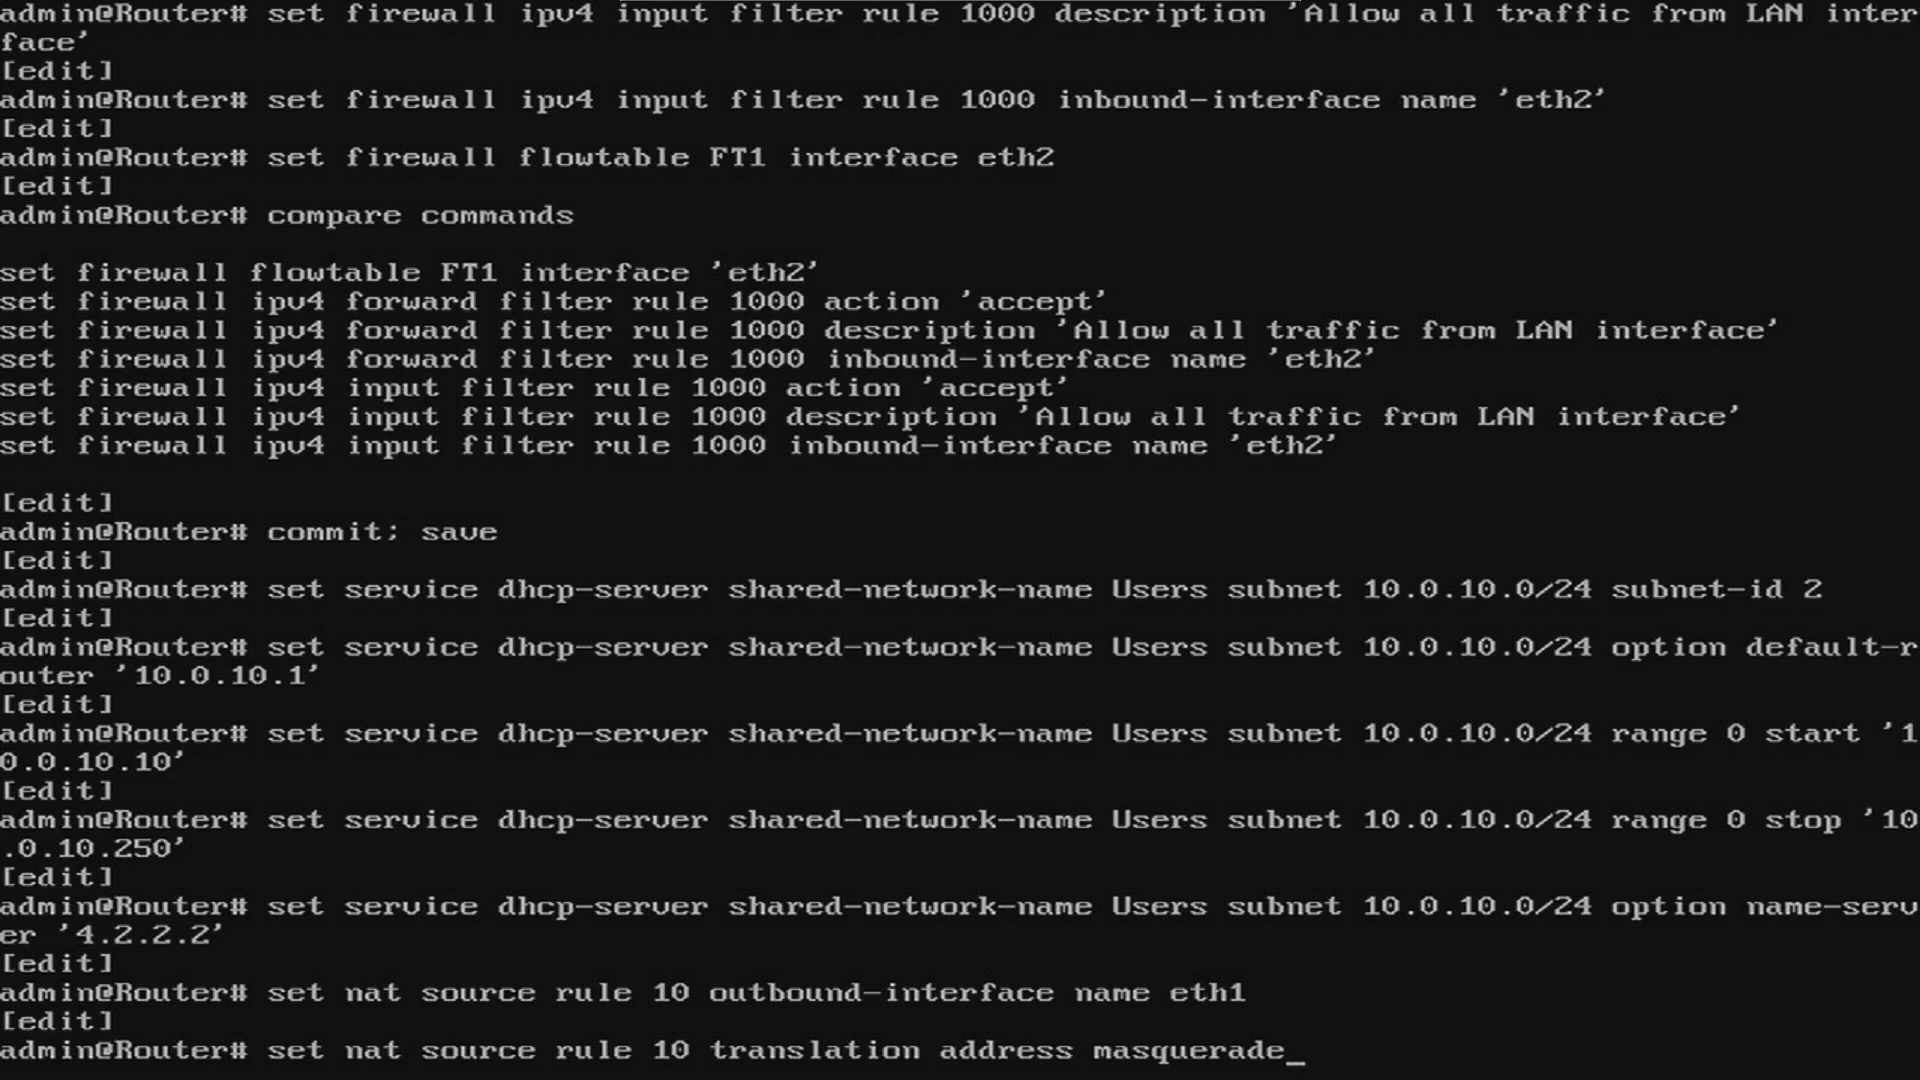 admin@Router# set firewall ipv4 input filter rule 1000 description 'Allow all traffic from LAN inter
face'
[edit]
admin@Router# set firewall ipv4 input filter rule 1000 inbound-interface name 'eth2'
[edit]
admin@Router# set firewall flowtable FT1 interface eth2
[edit]
admin@Router# compare commands
set firewall flowtable FT1 interface 'eth2'
set firewall ipv4 forward filter rule 1000 action 'accept'
set firewall ipv4 forward filter rule 1000 description 'Allow all traffic from LAN interface'
set firewall ipv4 forward filter rule 1000 inbound-interface name 'eth2'
set firewall ipv4 input filter rule 1000 action 'accept'
set firewall ipv4 input filter rule 1000 description 'Allow all traffic from LAN interface'
set firewall ipv4 input filter rule 1000 inbound-interface name 'eth2'
[edit]
admin@Router# commit; save
[edit]
admin@Router# set service dhcp-server shared-network-name Users subnet 10.0.10.0/24 subnet-id 2
[edit]
admin@Router# set service dhcp-server shared-network-name Users subnet 10.0.10.0/24 option default-r
outer '10.0.10.1'
[edit]
admin@Router# set service dhcp-server shared-network-name Users subnet 10.0.10.0/24 range 0 start '1
0.0.10.10'
[edit]
admin@Router# set service dhcp-server shared-network-name Users subnet 10.0.10.0/24 range 0 stop '10
.0.10.250'
[edit]
admin@Router# set service dhcp-server shared-network-name Users subnet 10.0.10.0/24 option name-serv
er '4.2.2.2'
[edit]
admin@Router# set nat source rule 10 outbound-interface name eth1
[edit]
admin@Router# set nat source rule 10 translation address masquerade_